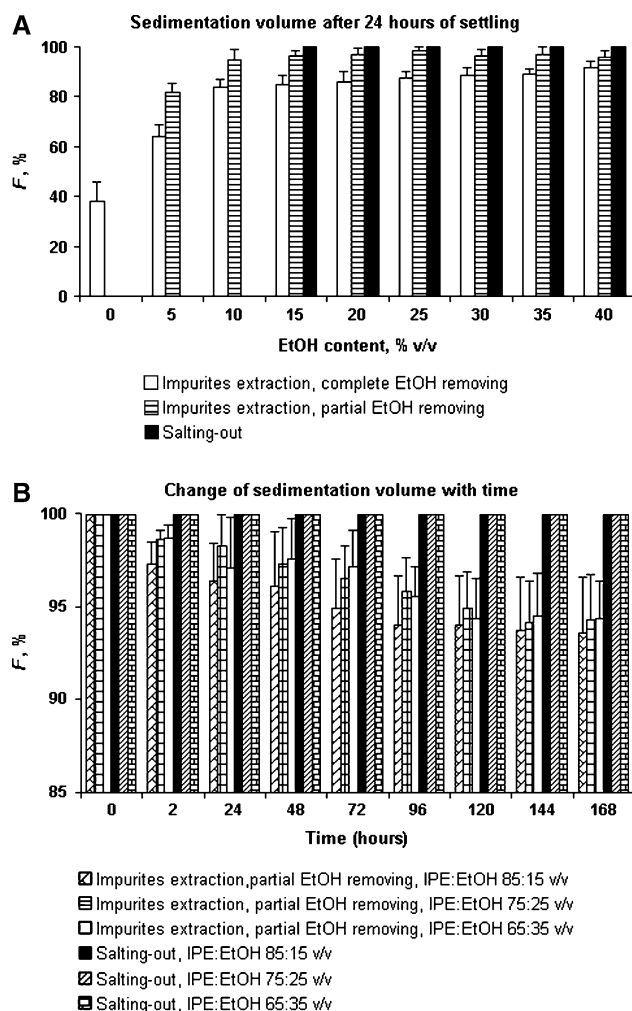 A
Sedimentation volume after 24 hours of settling
F, %
100
80
60
40
20
0
0 5 10 15 20 25 30 35 40
EtOH content, % v/v
Impurites extraction, complete EtOH removing
Impurites extraction, partial EtOH removing
Salting-out
B
Change of sedimentation volume with time
F, %
100
95
90
85
0 2 24 48 72 96 120 144 168
Time (hours)
Impurites extraction,partial EtOH removing, IPE:EtOH 85:15 v/v
Impurites extraction, partial EtOH removing, IPE:EtOH 75:25 v/v
Impurites extraction, partial EtOH removing, IPE:EtOH 65:35 v/v
Salting-out, IPE:EtOH 85:15 v/v
Salting-out, IPE:EtOH 75:25 v/v
Salting-out, IPE:EtOH 65:35 v/v